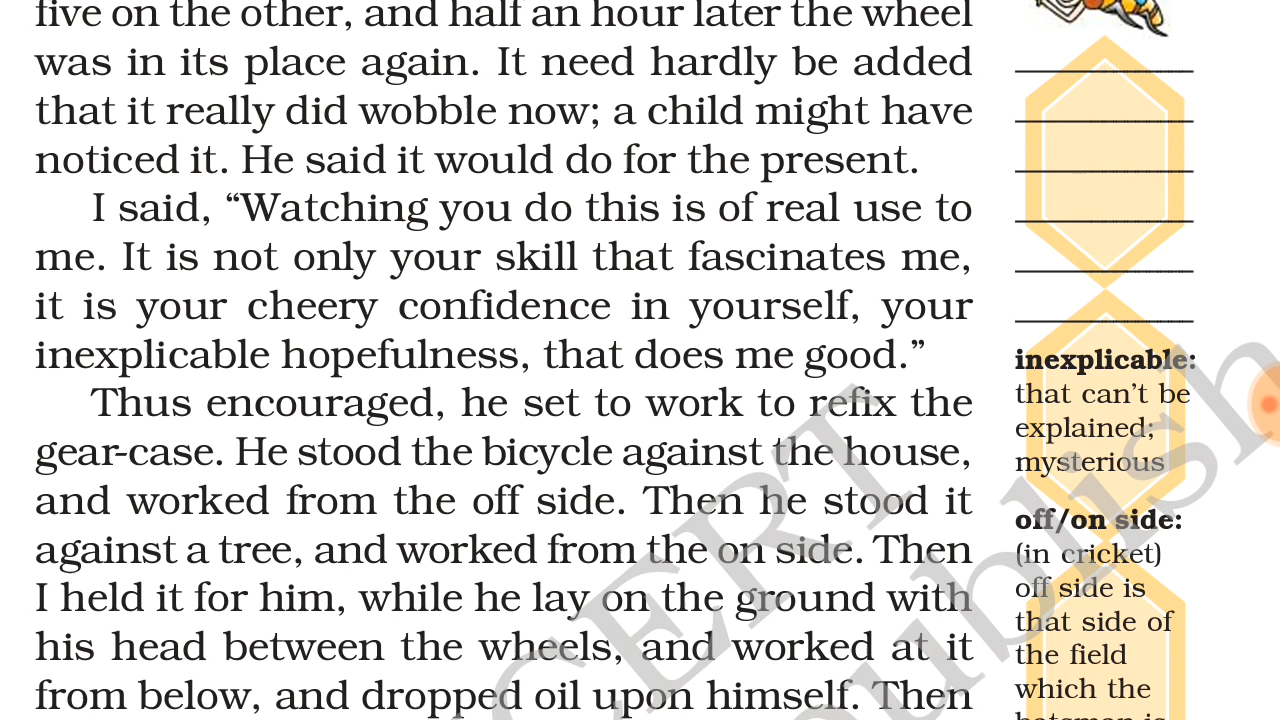 five on the other, and half an hour later the wheel
was in its place again. It need hardly be added
that it really did wobble now; a child might have
noticed it. He said it would do for the present.
I said, “Watching you do this is of real use to
me. It is not only your skill that fascinates me,
it is your cheery confidence in yourself, your
inexplicable hopefulness, that does me good.”
Thus encouraged, he set to work to refix the
gear-case. He stood the bicycle against the house,
and worked from the off side. Then he stood it
against a tree, and worked from the on side. Then
I held it for him, while he lay on the ground with
his head between the wheels, and worked at it
from below, and dropped oil upon himself. Then
inexplicable:
that can’t be
explained;
mysterious
off/on side:
(in cricket)
off side is
that side of
the field
which the
batsman is
CERT
publish